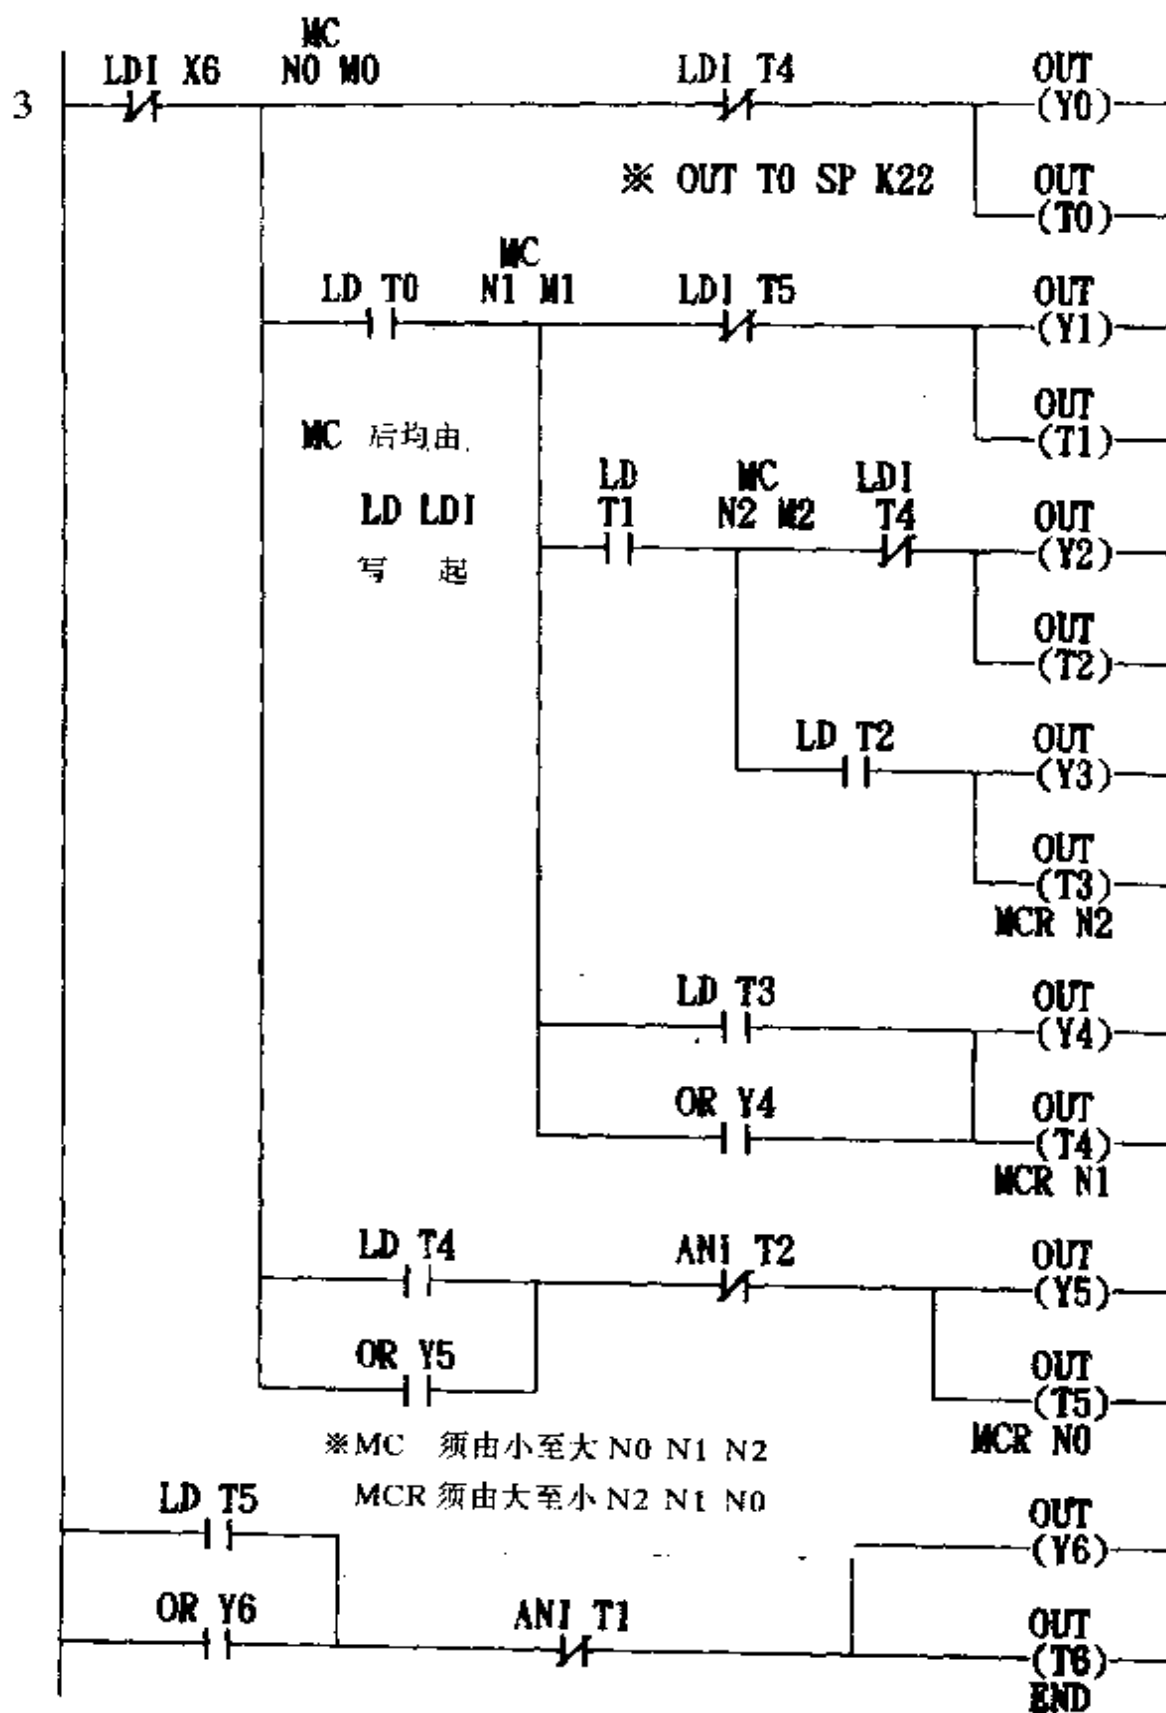 MC
LDI X6 N0 M0 LDI T4 OUT
3 (Y0)
※ OUT T0 SP K22 OUT
(T0)
MC
LD T0 N1 M1 LDI T5 OUT
(Y1)
MC 后均由 OUT
(T1)
LD MC LDI
LD LDI T1 N2 M2 T4 OUT
写 起 (Y2)
OUT
(T2)
LD T2 OUT
(Y3)
OUT
(T3)
MCR N2
LD T3 OUT
(Y4)
OR Y4 OUT
(T4)
MCR N1
LD T4 ANI T2 OUT
(Y5)
OR Y5 OUT
(T5)
※MC 须由小至大 N0 N1 N2 MCR N0
MCR 须由大至小 N2 N1 N0
LD T5 OUT
(Y6)
OR Y6 ANI T1 OUT
(T6)
END